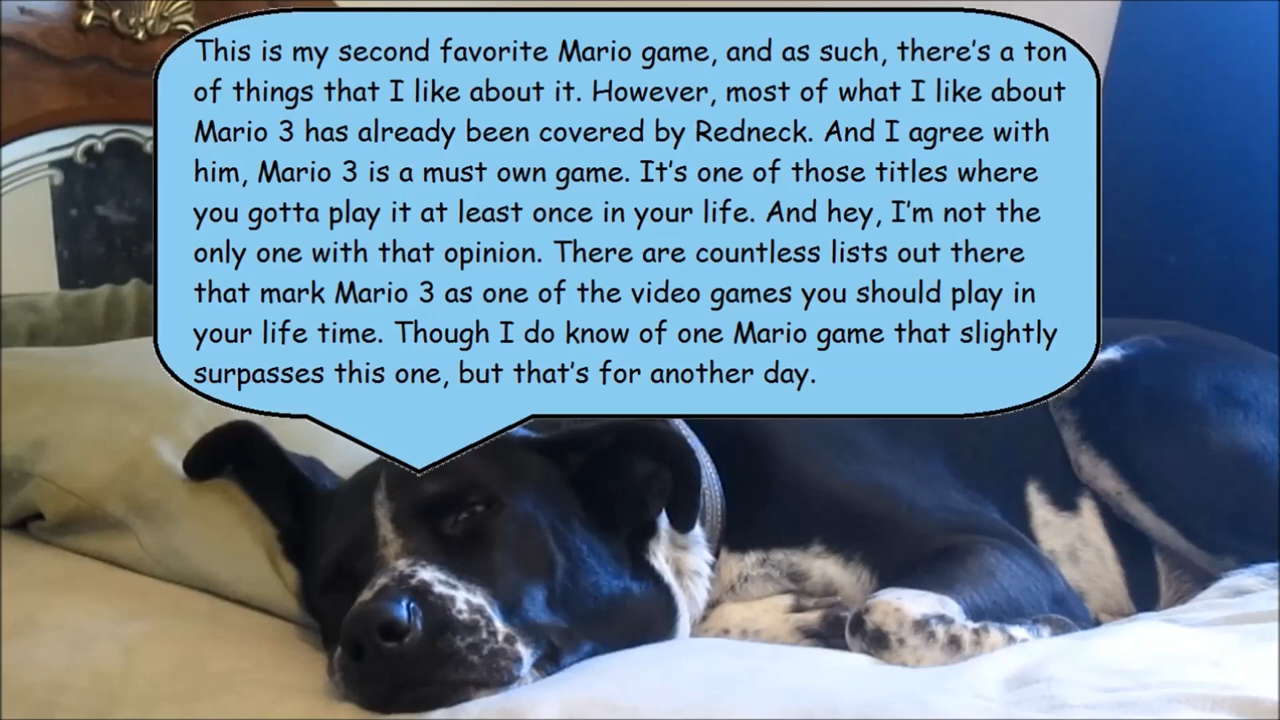 This is my second favorite Mario game, and as such, there's a ton
of things that I like about it. However, most of what I like about
Mario 3 has already been covered by Redneck. And I agree with
him, Mario 3 is a must own game. It's one of those titles where
you gotta play it at least once in your life. And hey, I'm not the
only one with that opinion. There are countless lists out there
that mark Mario 3 as one of the video games you should play in
your life time. Though I do know of one Mario game that slightly
surpasses this one, but that's for another day.